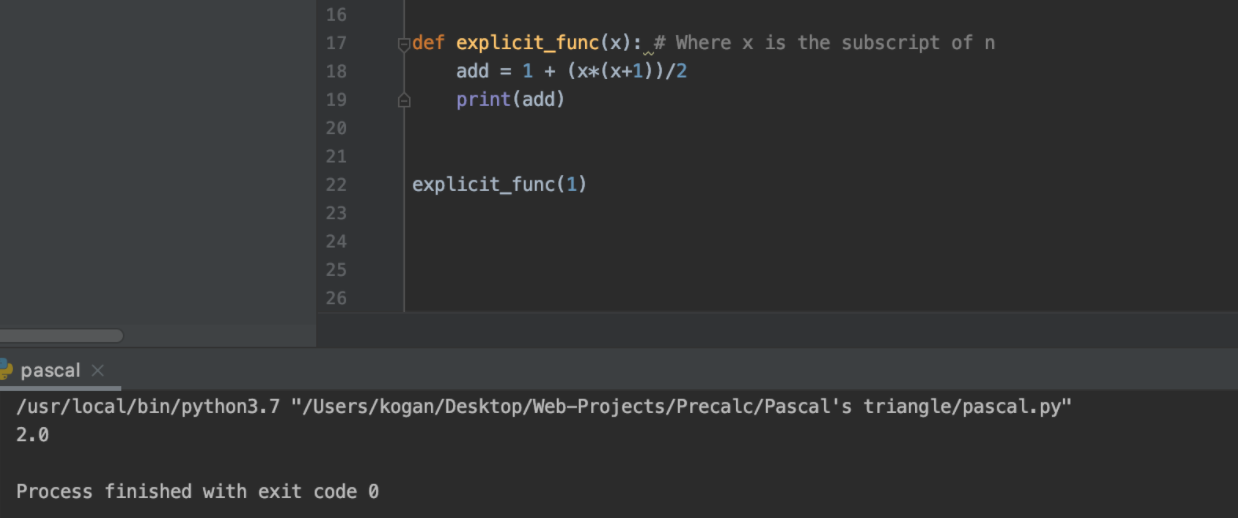 16
17 def explicit_func(x): # Where x is the subscript of n
18     add = 1 + (x*(x+1))/2
19     print(add)
20
21
22 explicit_func(1)
23
24
25
26
pascal ×
/usr/local/bin/python3.7 "/Users/kogan/Desktop/Web-Projects/Precalc/Pascal's triangle/pascal.py"
2.0
Process finished with exit code 0